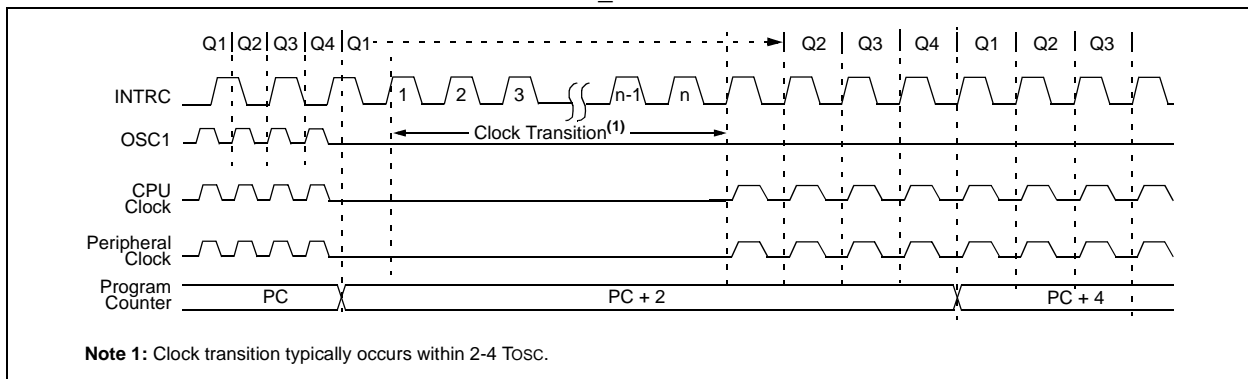 Q1 Q2 Q3 Q4 Q1 Q2 Q3 Q4 Q1 Q2 Q3
INTRC
1 2 3 n-1 n
OSC1
Clock Transition(1)
CPU
Clock
Peripheral
Clock
Program
Counter
PC PC + 2 PC + 4
Note 1: Clock transition typically occurs within 2-4 TOSC.